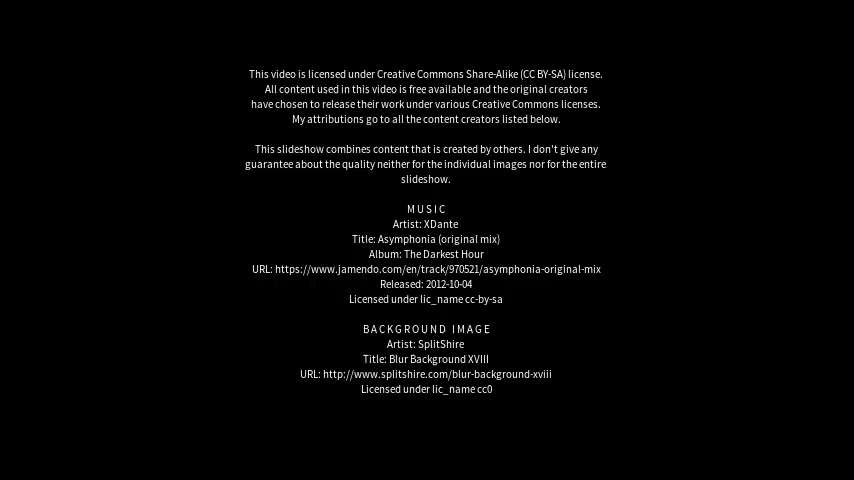 This video is licensed under Creative Commons Share-Alike (CC BY-SA) license.
All content used in this video is free available and the original creators
have chosen to release their work under various Creative Commons licenses.
My attributions go to all the content creators listed below.
This slideshow combines content that is created by others. I don't give any
guarantee about the quality neither for the individual images nor for the entire
slideshow.
MUSIC
Artist: XDante
Title: Asymphonia (original mix)
Album: The Darkest Hour
URL: https://www.jamendo.com/en/track/970521/asymphonia-original-mix
Released: 2012-10-04
Licensed under lic_name cc-by-sa
BACKGROUND IMAGE
Artist: SplitShire
Title: Blur Background XVIII
URL: http://www.splitshire.com/blur-background-xviii
Licensed under lic_name cc0